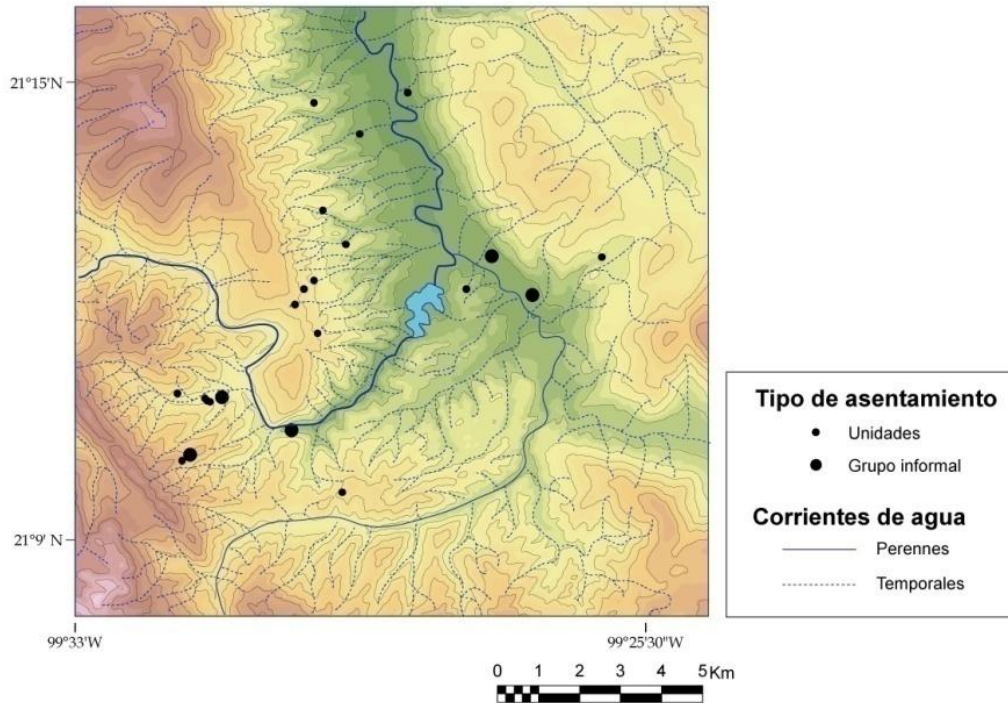 21°15'N
21°9' N
99°33'W
99°25'30"W
Tipo de asentamiento
Unidades
Grupo informal
Corrientes de agua
Perennes
Temporales
0 1 2 3 4 5 Km